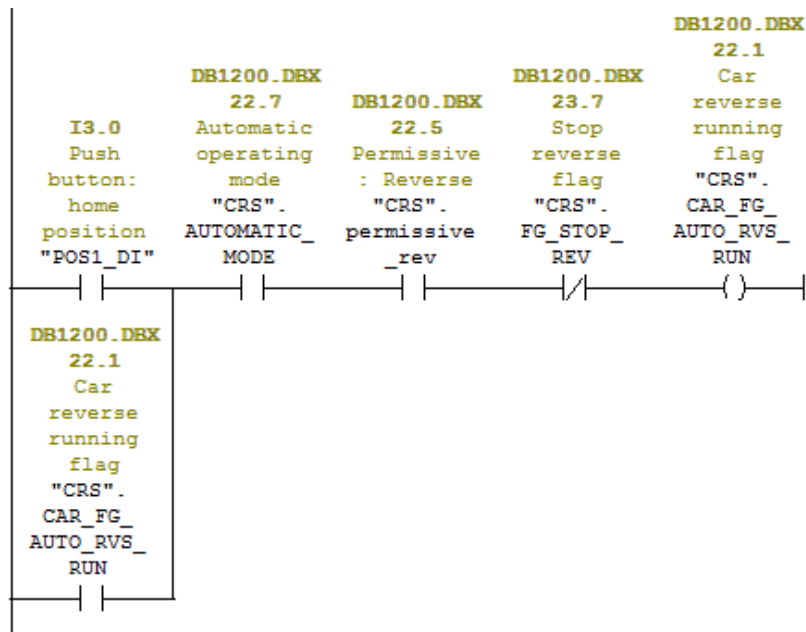 I3.0
Push
button:
home
position
"POS1_DI"
DB1200.DBX
22.7
Automatic
operating
mode
"CRS".
AUTOMATIC_
MODE
DB1200.DBX
22.5
Permissive
: Reverse
"CRS".
permissive
_rev
DB1200.DBX
23.7
Stop
reverse
flag
"CRS".
FG_STOP_
REV
DB1200.DBX
22.1
Car
reverse
running
flag
"CRS".
CAR_FG_
AUTO_RVS_
RUN
DB1200.DBX
22.1
Car
reverse
running
flag
"CRS".
CAR_FG_
AUTO_RVS_
RUN